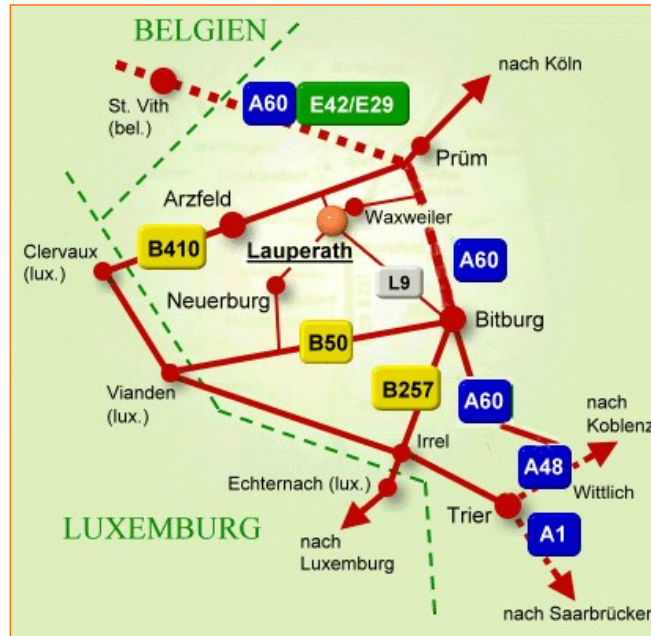 BELGIEN
nach Köln
A60
E42/E29
St. Vith
(bel.)
Prüm
Arzfeld
Waxweiler
Clervaux
(lux.)
B410
Lauperath
A60
L9
Neuerburg
Bitburg
B50
Vianden
(lux.)
B257
A60
nach
Koblenz
Irrel
A48
Echternach (lux.)
Wittlich
Trier
LUXEMBURG
A1
nach
Luxemburg
nach Saarbrücken